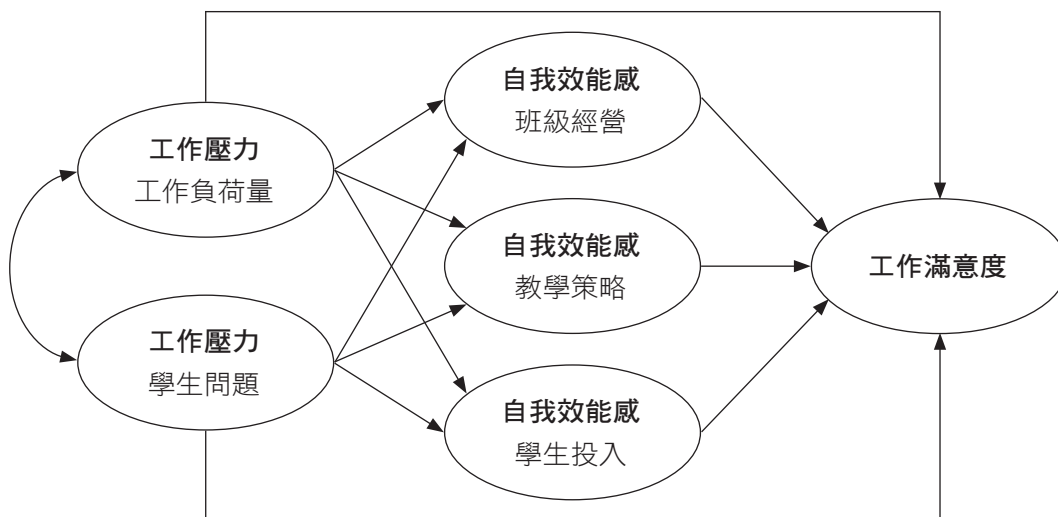 自我效能感
班級經營
工作壓力
工作負荷量
自我效能感
教學策略
工作滿意度
工作壓力
學生問題
自我效能感
學生投入